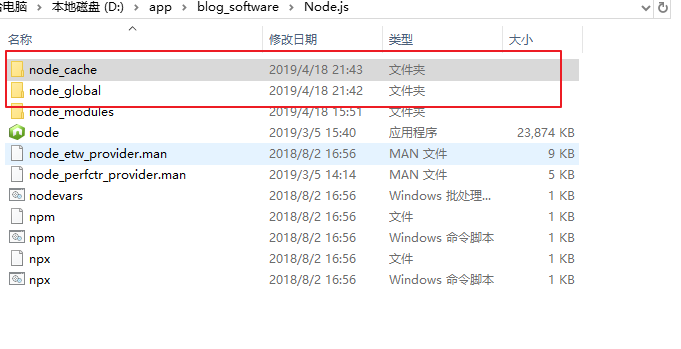 电脑 › 本地磁盘 (D:) › app › blog_software › Node.js
名称 修改日期 类型 大小
node_cache 2019/4/18 21:43 文件夹
node_global 2019/4/18 21:42 文件夹
node_modules 2019/4/18 15:51 文件夹
node 2019/3/5 15:40 应用程序 23,874 KB
node_etw_provider.man 2018/8/2 16:56 MAN 文件 9 KB
node_perfctr_provider.man 2019/3/5 14:14 MAN 文件 5 KB
nodevars 2018/8/2 16:56 Windows 批处理... 1 KB
npm 2018/8/2 16:56 文件 1 KB
npm 2018/8/2 16:56 Windows 命令脚本 1 KB
npx 2018/8/2 16:56 文件 1 KB
npx 2018/8/2 16:56 Windows 命令脚本 1 KB